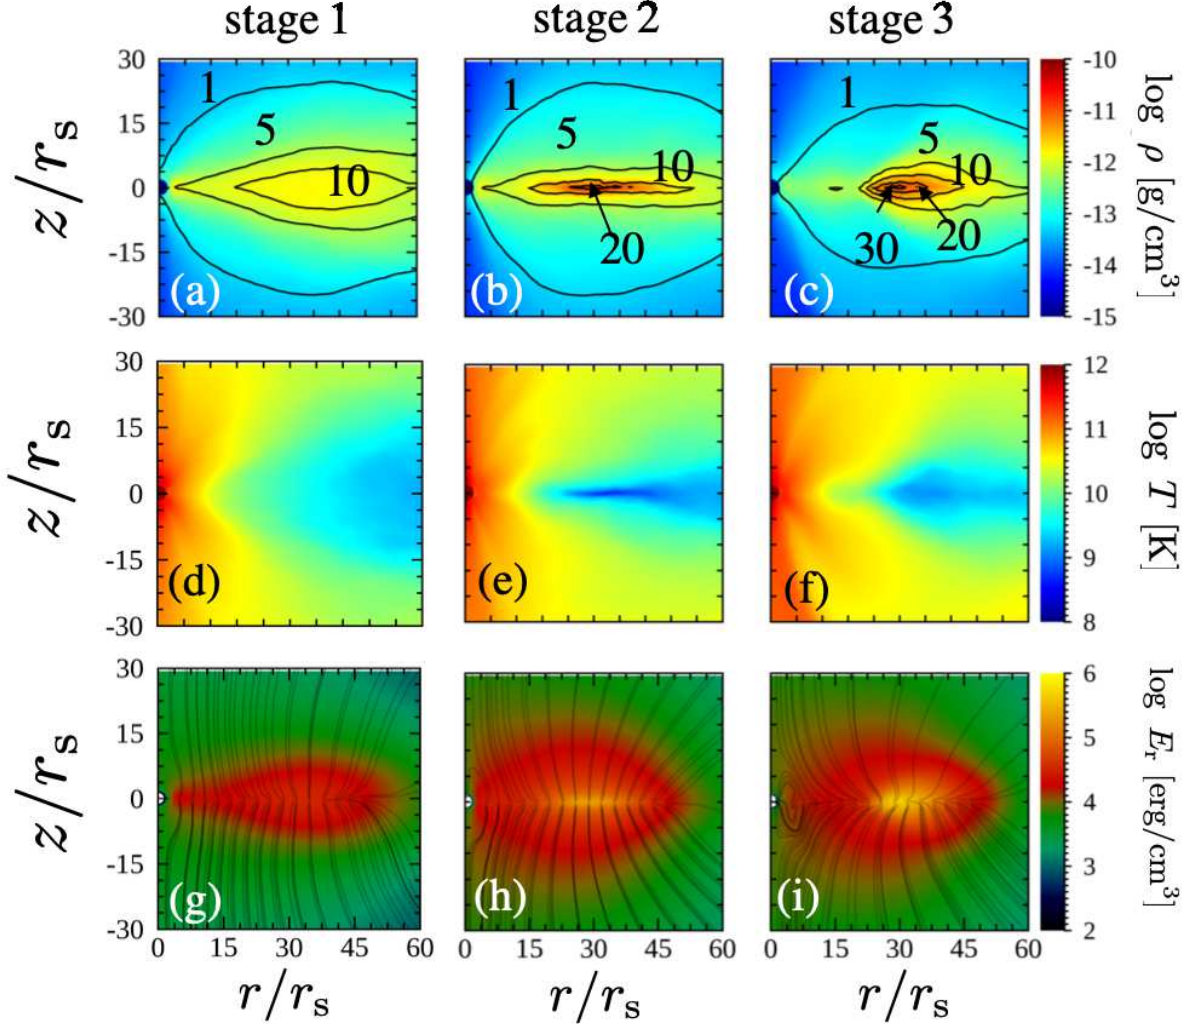 stage 1 stage 2 stage 3
30 -10
1 1 1
15 5 5 5 -11
10 10 10 -12
z/rₛ 0 log ρ [g/cm³]
-13
-15 20 30 20 -14
(a) (b) (c)
-30 -15
30 12
15 11
z/rₛ 0 10 log T [K]
-15 9
(d) (e) (f)
-30 8
30 6
15 5
z/rₛ 0 4 log Eᵣ [erg/cm³]
-15 3
(g) (h) (i)
-30 2
0 15 30 45 60 0 15 30 45 60 0 15 30 45 60
r/rₛ r/rₛ r/rₛ